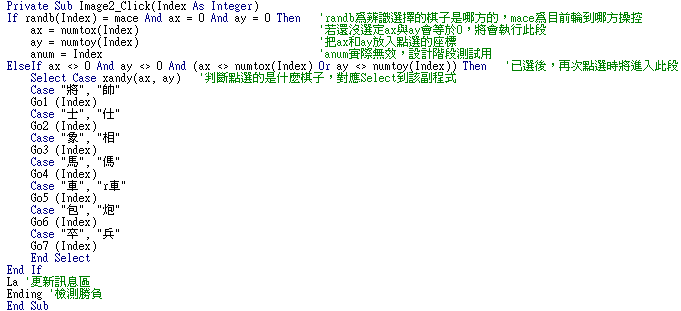 Private Sub Image2_Click(Index As Integer)
If randb(Index) = mace And ax = 0 And ay = 0 Then   'randb為辨識選擇的棋子是哪方的，mace為目前輪到哪方操控
    ax = numtox(Index)                              '若還沒選定ax與ay會等於0，將會執行此段
    ay = numtoy(Index)                              '把ax和ay放入點選的座標
    anum = Index                                    'anum實際無效，設計階段測試用
ElseIf ax <> 0 And ay <> 0 And (ax <> numtox(Index) Or ay <> numtoy(Index)) Then   '已選後，再次點選時將進入此段
    Select Case xandy(ax, ay)   '判斷點選的是什麼棋子，對應Select到該副程式
    Case "將", "帥"
    Go1 (Index)
    Case "士", "仕"
    Go2 (Index)
    Case "象", "相"
    Go3 (Index)
    Case "馬", "傌"
    Go4 (Index)
    Case "車", "r車"
    Go5 (Index)
    Case "包", "炮"
    Go6 (Index)
    Case "卒", "兵"
    Go7 (Index)
    End Select
End If
La '更新訊息區
Ending '檢測勝負
End Sub